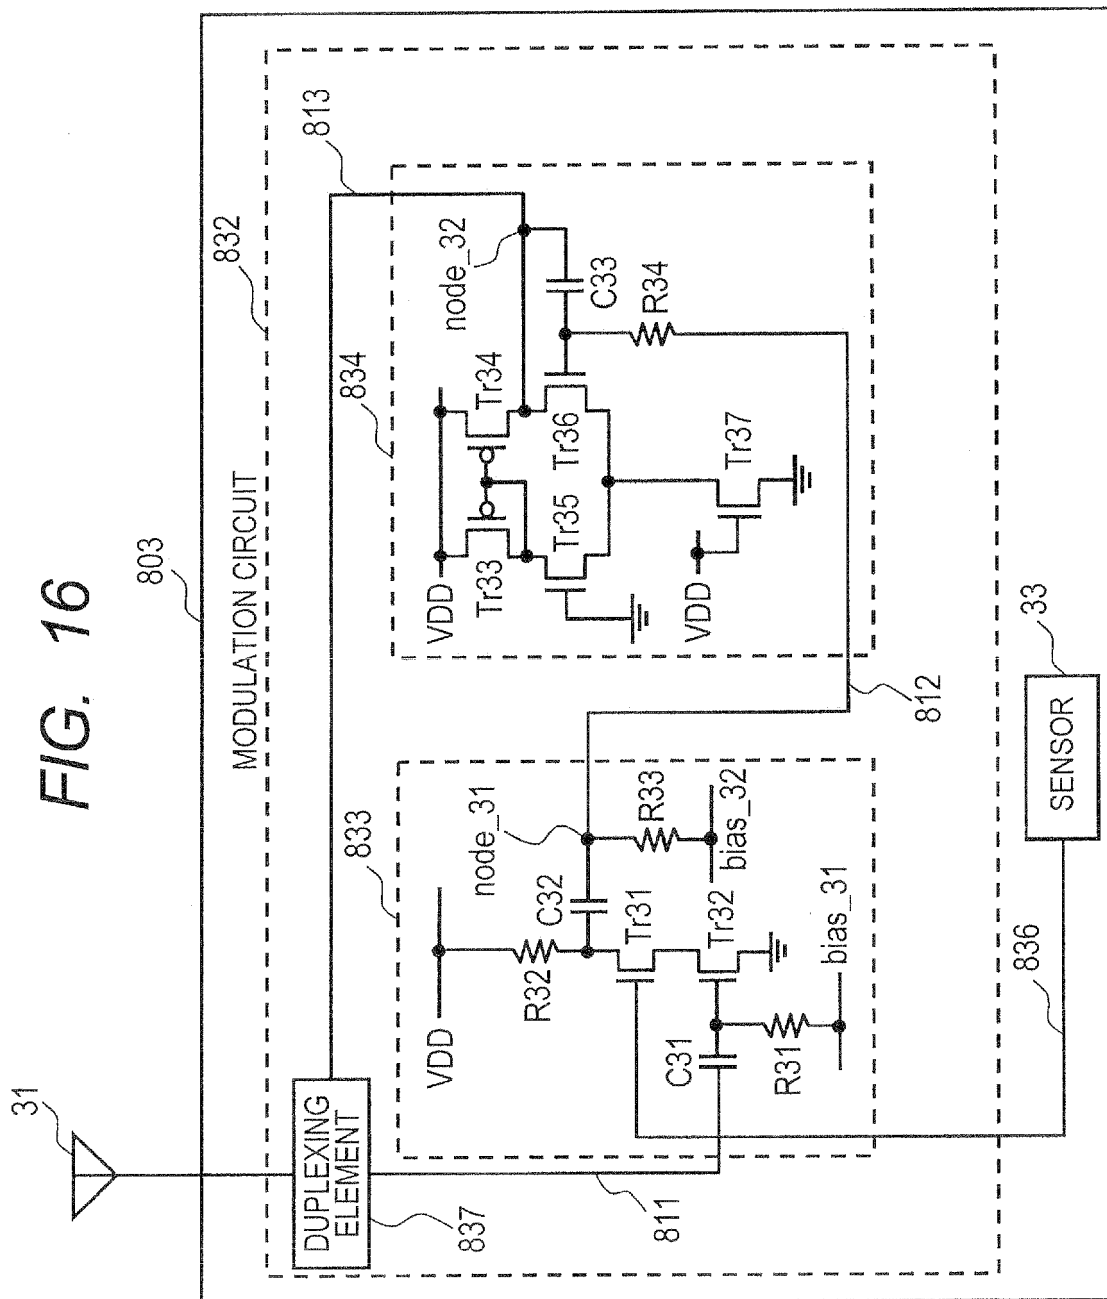 FIG. 16
803
MODULATION CIRCUIT
832
813
31
DUPLEXING
ELEMENT
837
811
833
VDD
R32
C32
node_31
Tr31
Tr32
R33
bias_32
C31
R31
bias_31
834
VDD
Tr33
Tr34
node_32
Tr35
Tr36
C33
R34
VDD
Tr37
812
33
SENSOR
836